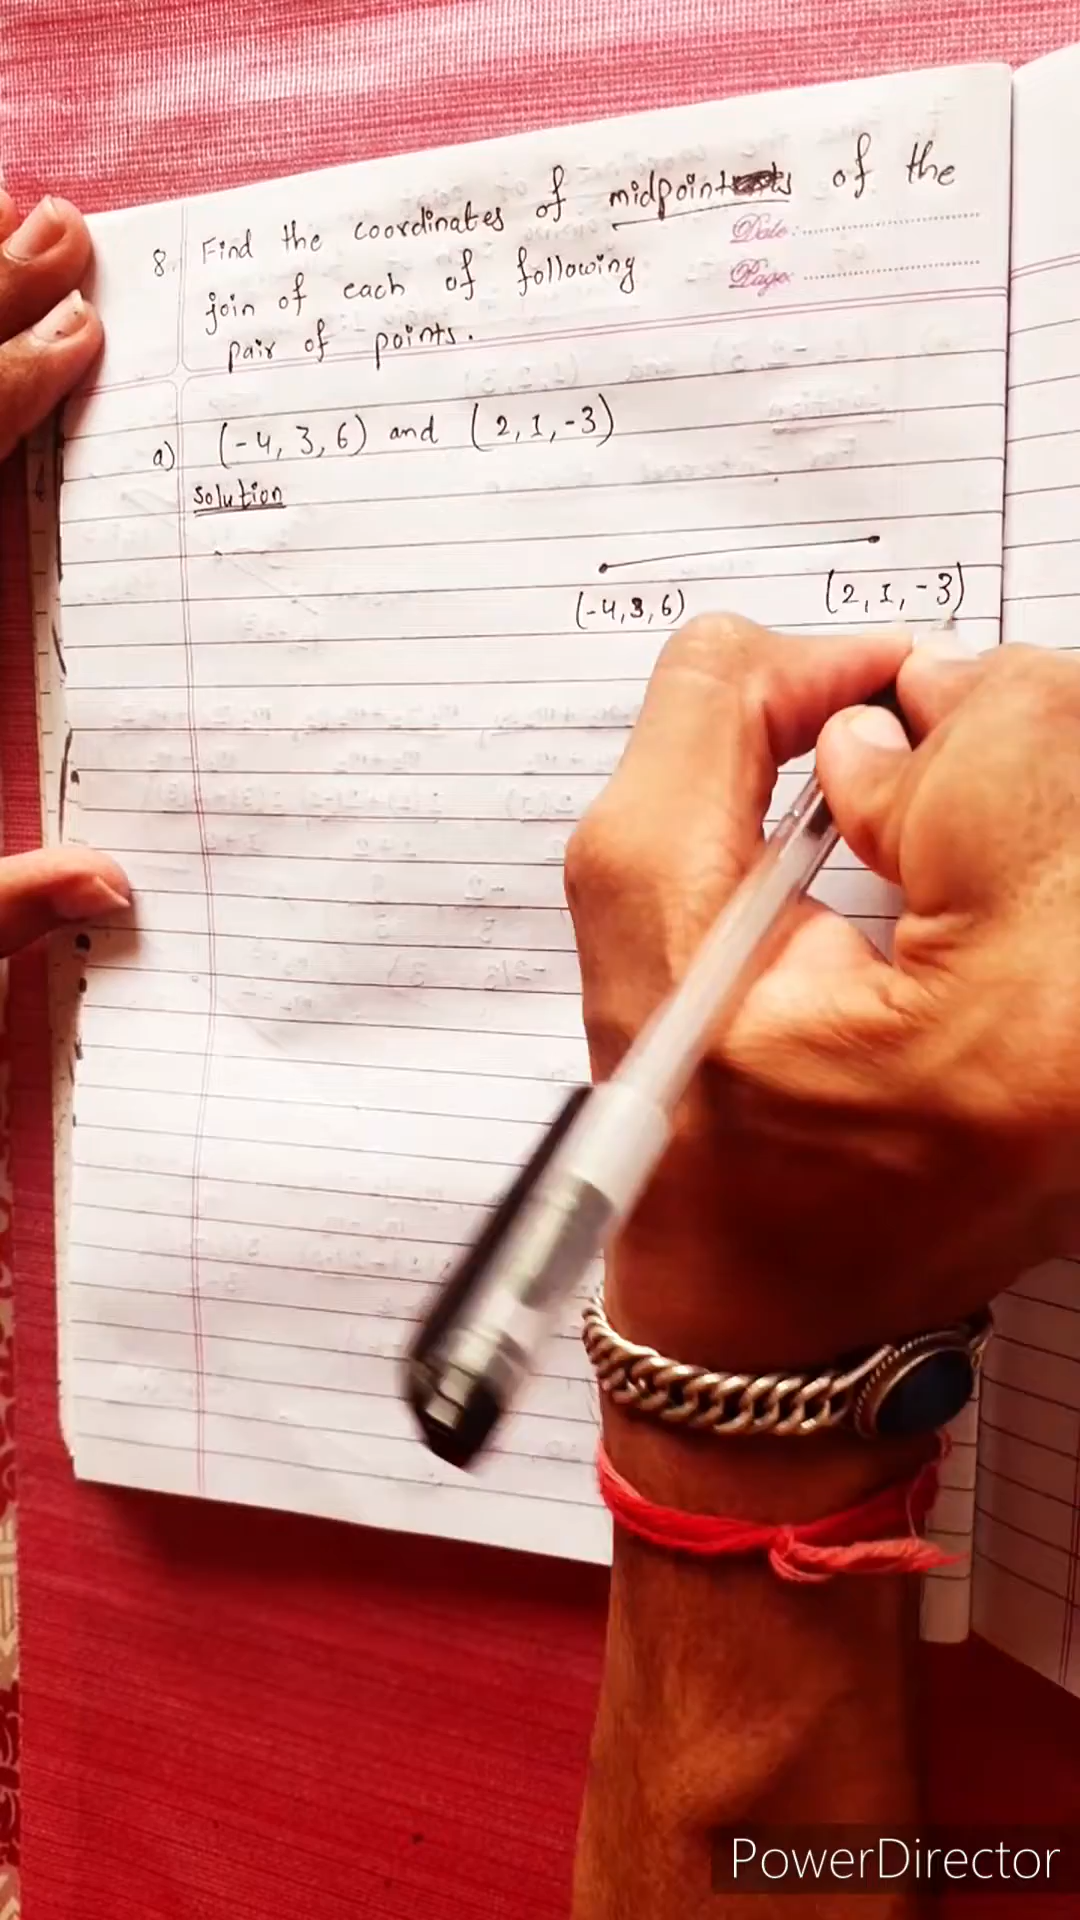 8. Find the coordinates of midpoints of the
Date:
join of each of following
Page:
pair of points.
a) (-4, 3, 6) and (2, 1, -3)
Solution
(-4, 3, 6) (2, 1, -3)
PowerDirector